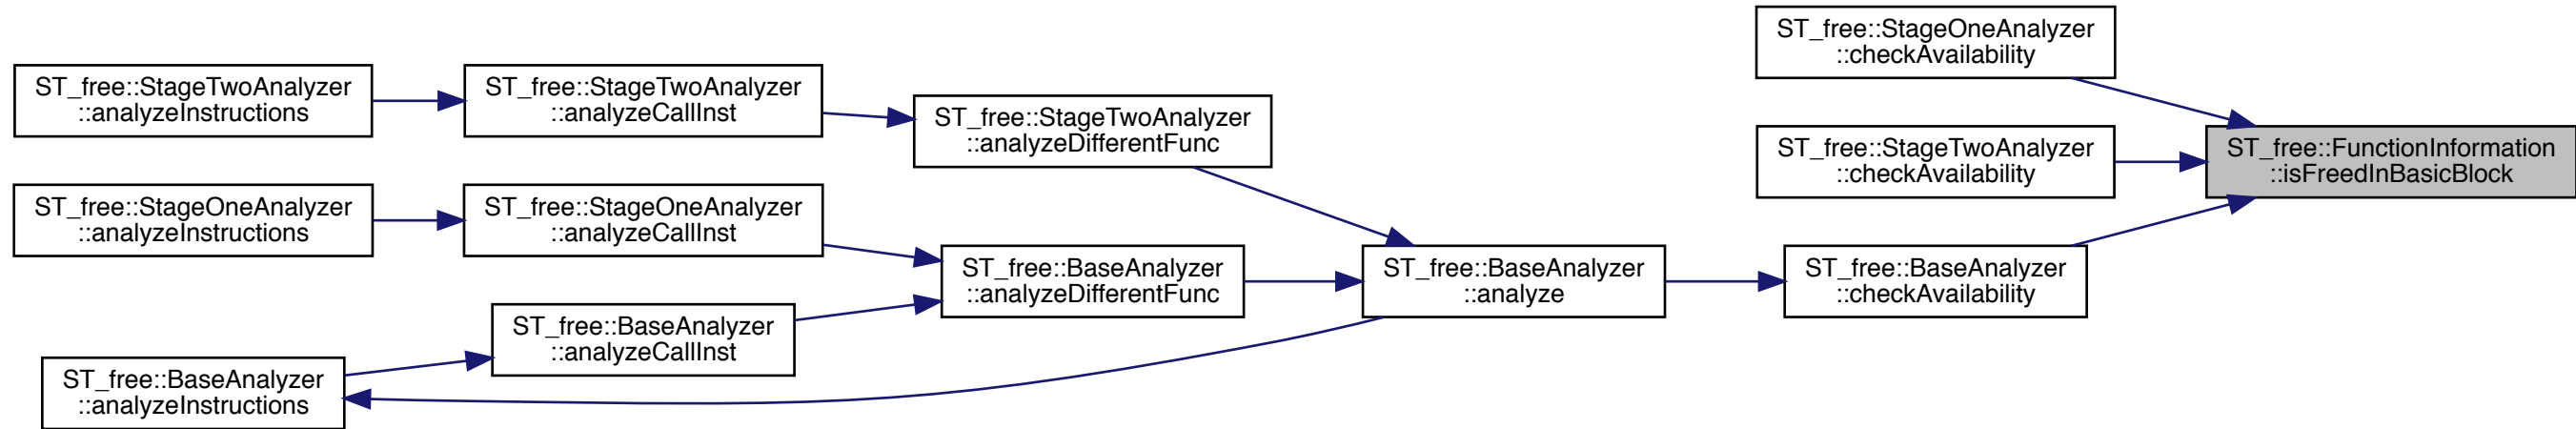 ST_free::StageTwoAnalyzer
::analyzeInstructions
ST_free::StageTwoAnalyzer
::analyzeCallInst
ST_free::StageTwoAnalyzer
::analyzeDifferentFunc
ST_free::StageOneAnalyzer
::analyzeInstructions
ST_free::StageOneAnalyzer
::analyzeCallInst
ST_free::BaseAnalyzer
::analyzeDifferentFunc
ST_free::BaseAnalyzer
::analyzeCallInst
ST_free::BaseAnalyzer
::analyzeInstructions
ST_free::BaseAnalyzer
::analyze
ST_free::StageOneAnalyzer
::checkAvailability
ST_free::StageTwoAnalyzer
::checkAvailability
ST_free::BaseAnalyzer
::checkAvailability
ST_free::FunctionInformation
::isFreedInBasicBlock